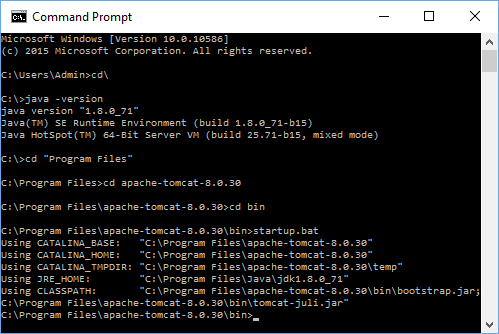 Command Prompt
Microsoft Windows [Version 10.0.10586]
(c) 2015 Microsoft Corporation. All rights reserved.
C:\Users\Admin>cd\
C:\>java -version
java version "1.8.0_71"
Java(TM) SE Runtime Environment (build 1.8.0_71-b15)
Java HotSpot(TM) 64-Bit Server VM (build 25.71-b15, mixed mode)
C:\>cd "Program Files"
C:\Program Files>cd apache-tomcat-8.0.30
C:\Program Files\apache-tomcat-8.0.30>cd bin
C:\Program Files\apache-tomcat-8.0.30\bin>startup.bat
Using CATALINA_BASE:   "C:\Program Files\apache-tomcat-8.0.30"
Using CATALINA_HOME:   "C:\Program Files\apache-tomcat-8.0.30"
Using CATALINA_TMPDIR: "C:\Program Files\apache-tomcat-8.0.30\temp"
Using JRE_HOME:        "C:\Program Files\Java\jdk1.8.0_71"
Using CLASSPATH:       "C:\Program Files\apache-tomcat-8.0.30\bin\bootstrap.jar;
C:\Program Files\apache-tomcat-8.0.30\bin\tomcat-juli.jar"
C:\Program Files\apache-tomcat-8.0.30\bin>